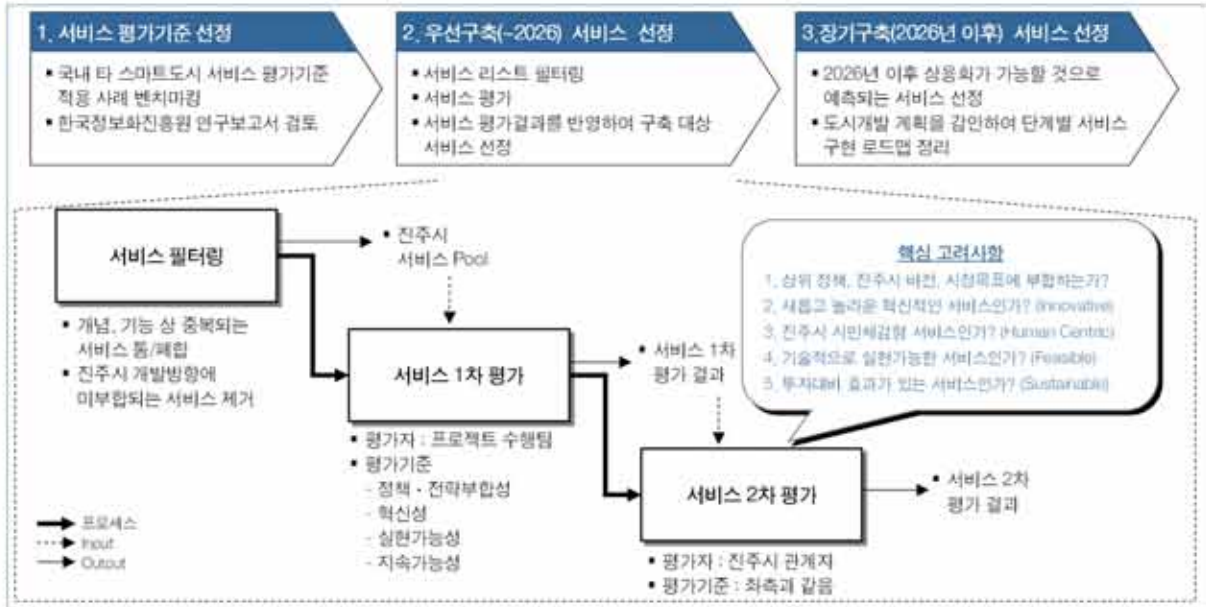 1. 서비스 평가기준 선정
▪ 국내 타 스마트도시 서비스 평가기준
적용 사례 벤치마킹
▪ 한국정보화진흥원 연구보고서 검토
2. 우선구축(~2026) 서비스 선정
▪ 서비스 리스트 필터링
▪ 서비스 평가
▪ 서비스 평가결과를 반영하여 구축 대상
서비스 선정
3.장기구축(2026년 이후) 서비스 선정
▪ 2026년 이후 상용화가 가능할 것으로
예측되는 서비스 선정
▪ 도시개발 계획을 감안하여 단계별 서비스
구현 로드맵 정리
서비스 필터링
▪ 개념, 기능 상 중복되는
서비스 통/폐합
▪ 진주시 개발방향에
미부합되는 서비스 제거
▪ 진주시
서비스 Pool
서비스 1차 평가
▪ 평가자 : 프로젝트 수행팀
▪ 평가기준
- 정책 · 전략부합성
- 혁신성
- 실현가능성
- 지속가능성
▪ 서비스 1차
평가 결과
핵심 고려사항
1. 상위 정책, 진주시 비전, 시정목표에 부합하는가?
2. 새롭고 놀라운 혁신적인 서비스인가? (Innovative)
3. 진주시 시민체감형 서비스인가? (Human Centric)
4. 기술적으로 실현가능한 서비스인가? (Feasible)
5. 투자대비 효과가 있는 서비스인가? (Sustainable)
서비스 2차 평가
▪ 평가자 : 진주시 관계자
▪ 평가기준 : 좌측과 같음
▪ 서비스 2차
평가 결과
프로세스
Input
Output